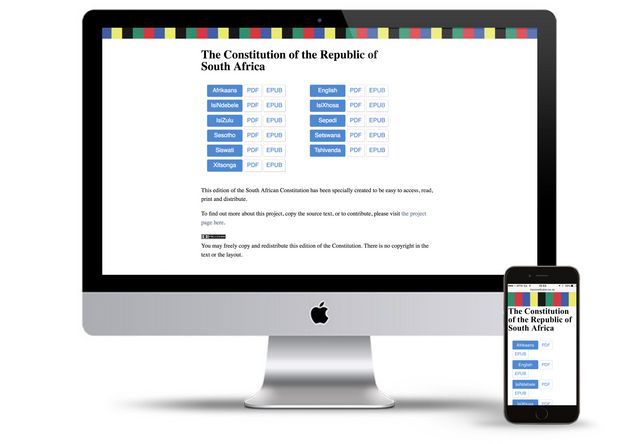 The Constitution of the Republic of
South Africa
Afrikaans PDF EPUB English PDF EPUB
IsiNdebele PDF EPUB IsiXhosa PDF EPUB
IsiZulu PDF EPUB Sepedi PDF EPUB
Sesotho PDF EPUB Setswana PDF EPUB
Siswati PDF EPUB Tshivenda PDF EPUB
Xitsonga PDF EPUB
This edition of the South African Constitution has been specially created to be easy to access, read,
print and distribute.
To find out more about this project, copy the source text, or to contribute, please visit the project
page here.
You may freely copy and redistribute this edition of the Constitution. There is no copyright in the
text or the layout.
The Constitution
of the Republic of
South Africa
Afrikaans PDF
EPUB
English PDF
EPUB
IsiNdebele PDF
EPUB